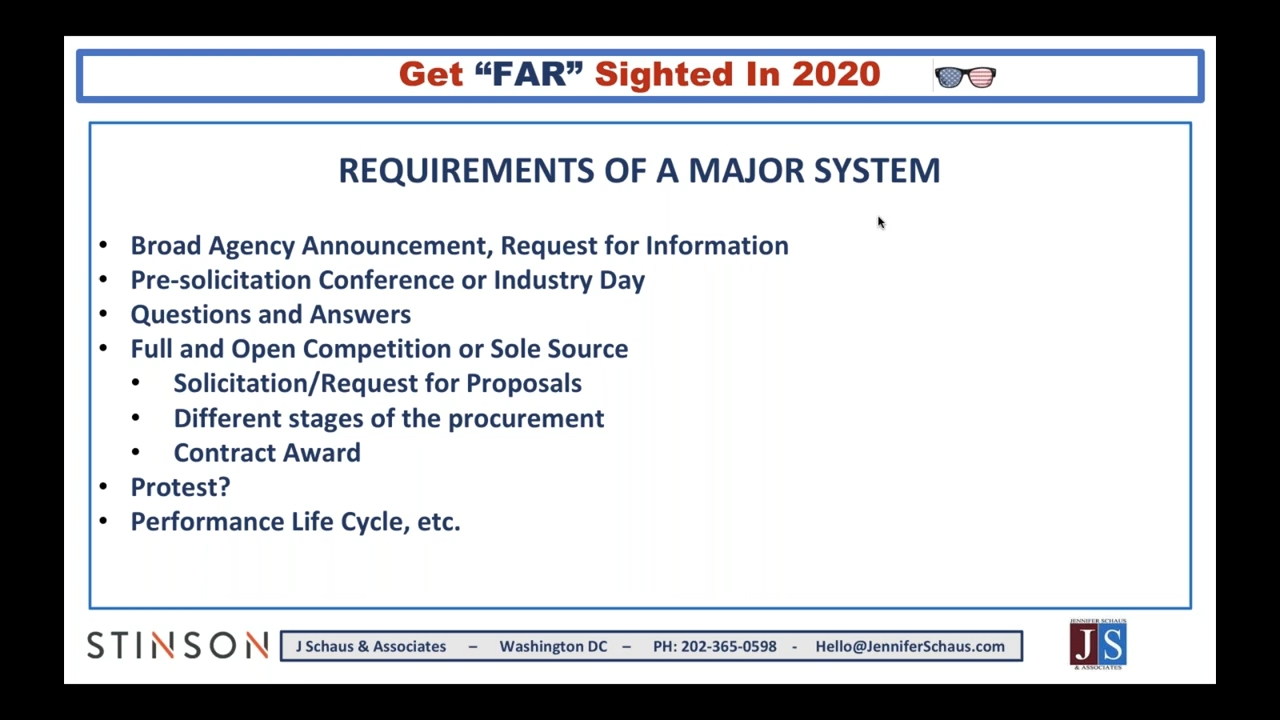 Get “FAR” Sighted In 2020
REQUIREMENTS OF A MAJOR SYSTEM
• Broad Agency Announcement, Request for Information
• Pre-solicitation Conference or Industry Day
• Questions and Answers
• Full and Open Competition or Sole Source
• Solicitation/Request for Proposals
• Different stages of the procurement
• Contract Award
• Protest?
• Performance Life Cycle, etc.
STINSON
J Schaus & Associates – Washington DC – PH: 202-365-0598 - Hello@JenniferSchaus.com
JENNIFER SCHAUS
JS
& ASSOCIATES